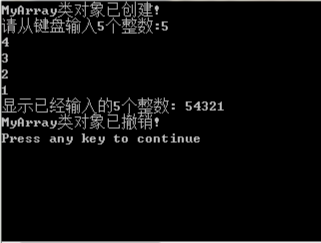 MyArray类对象已创建!
请从键盘输入5个整数:5
4
3
2
1
显示已经输入的5个整数: 54321
MyArray类对象已撤销!
Press any key to continue